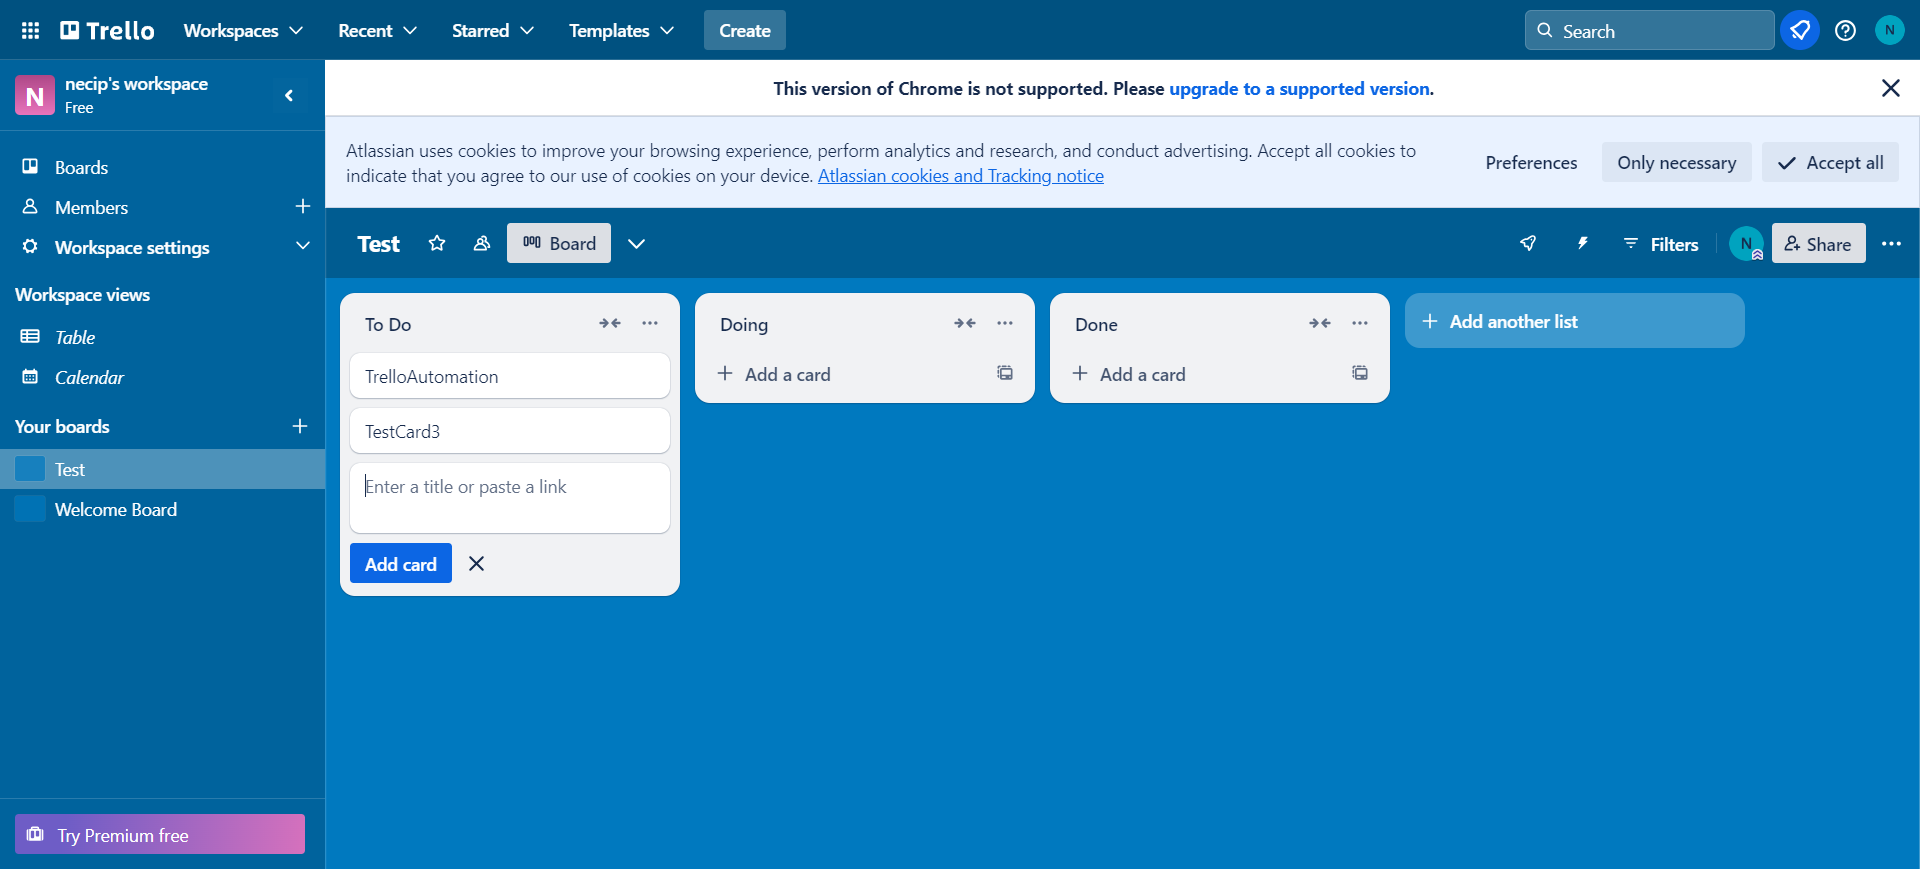 Trello
Workspaces
Recent
Starred
Templates
Create
Search
N
N
necip's workspace
Free
This version of Chrome is not supported. Please upgrade to a supported version.
Atlassian uses cookies to improve your browsing experience, perform analytics and research, and conduct advertising. Accept all cookies to
indicate that you agree to our use of cookies on your device. Atlassian cookies and Tracking notice
Preferences
Only necessary
Accept all
Boards
Members
Workspace settings
Workspace views
Table
Calendar
Your boards
Test
Welcome Board
Try Premium free
Test
Board
Filters
N
Share
To Do
TrelloAutomation
TestCard3
Enter a title or paste a link
Add card
Doing
Add a card
Done
Add a card
Add another list